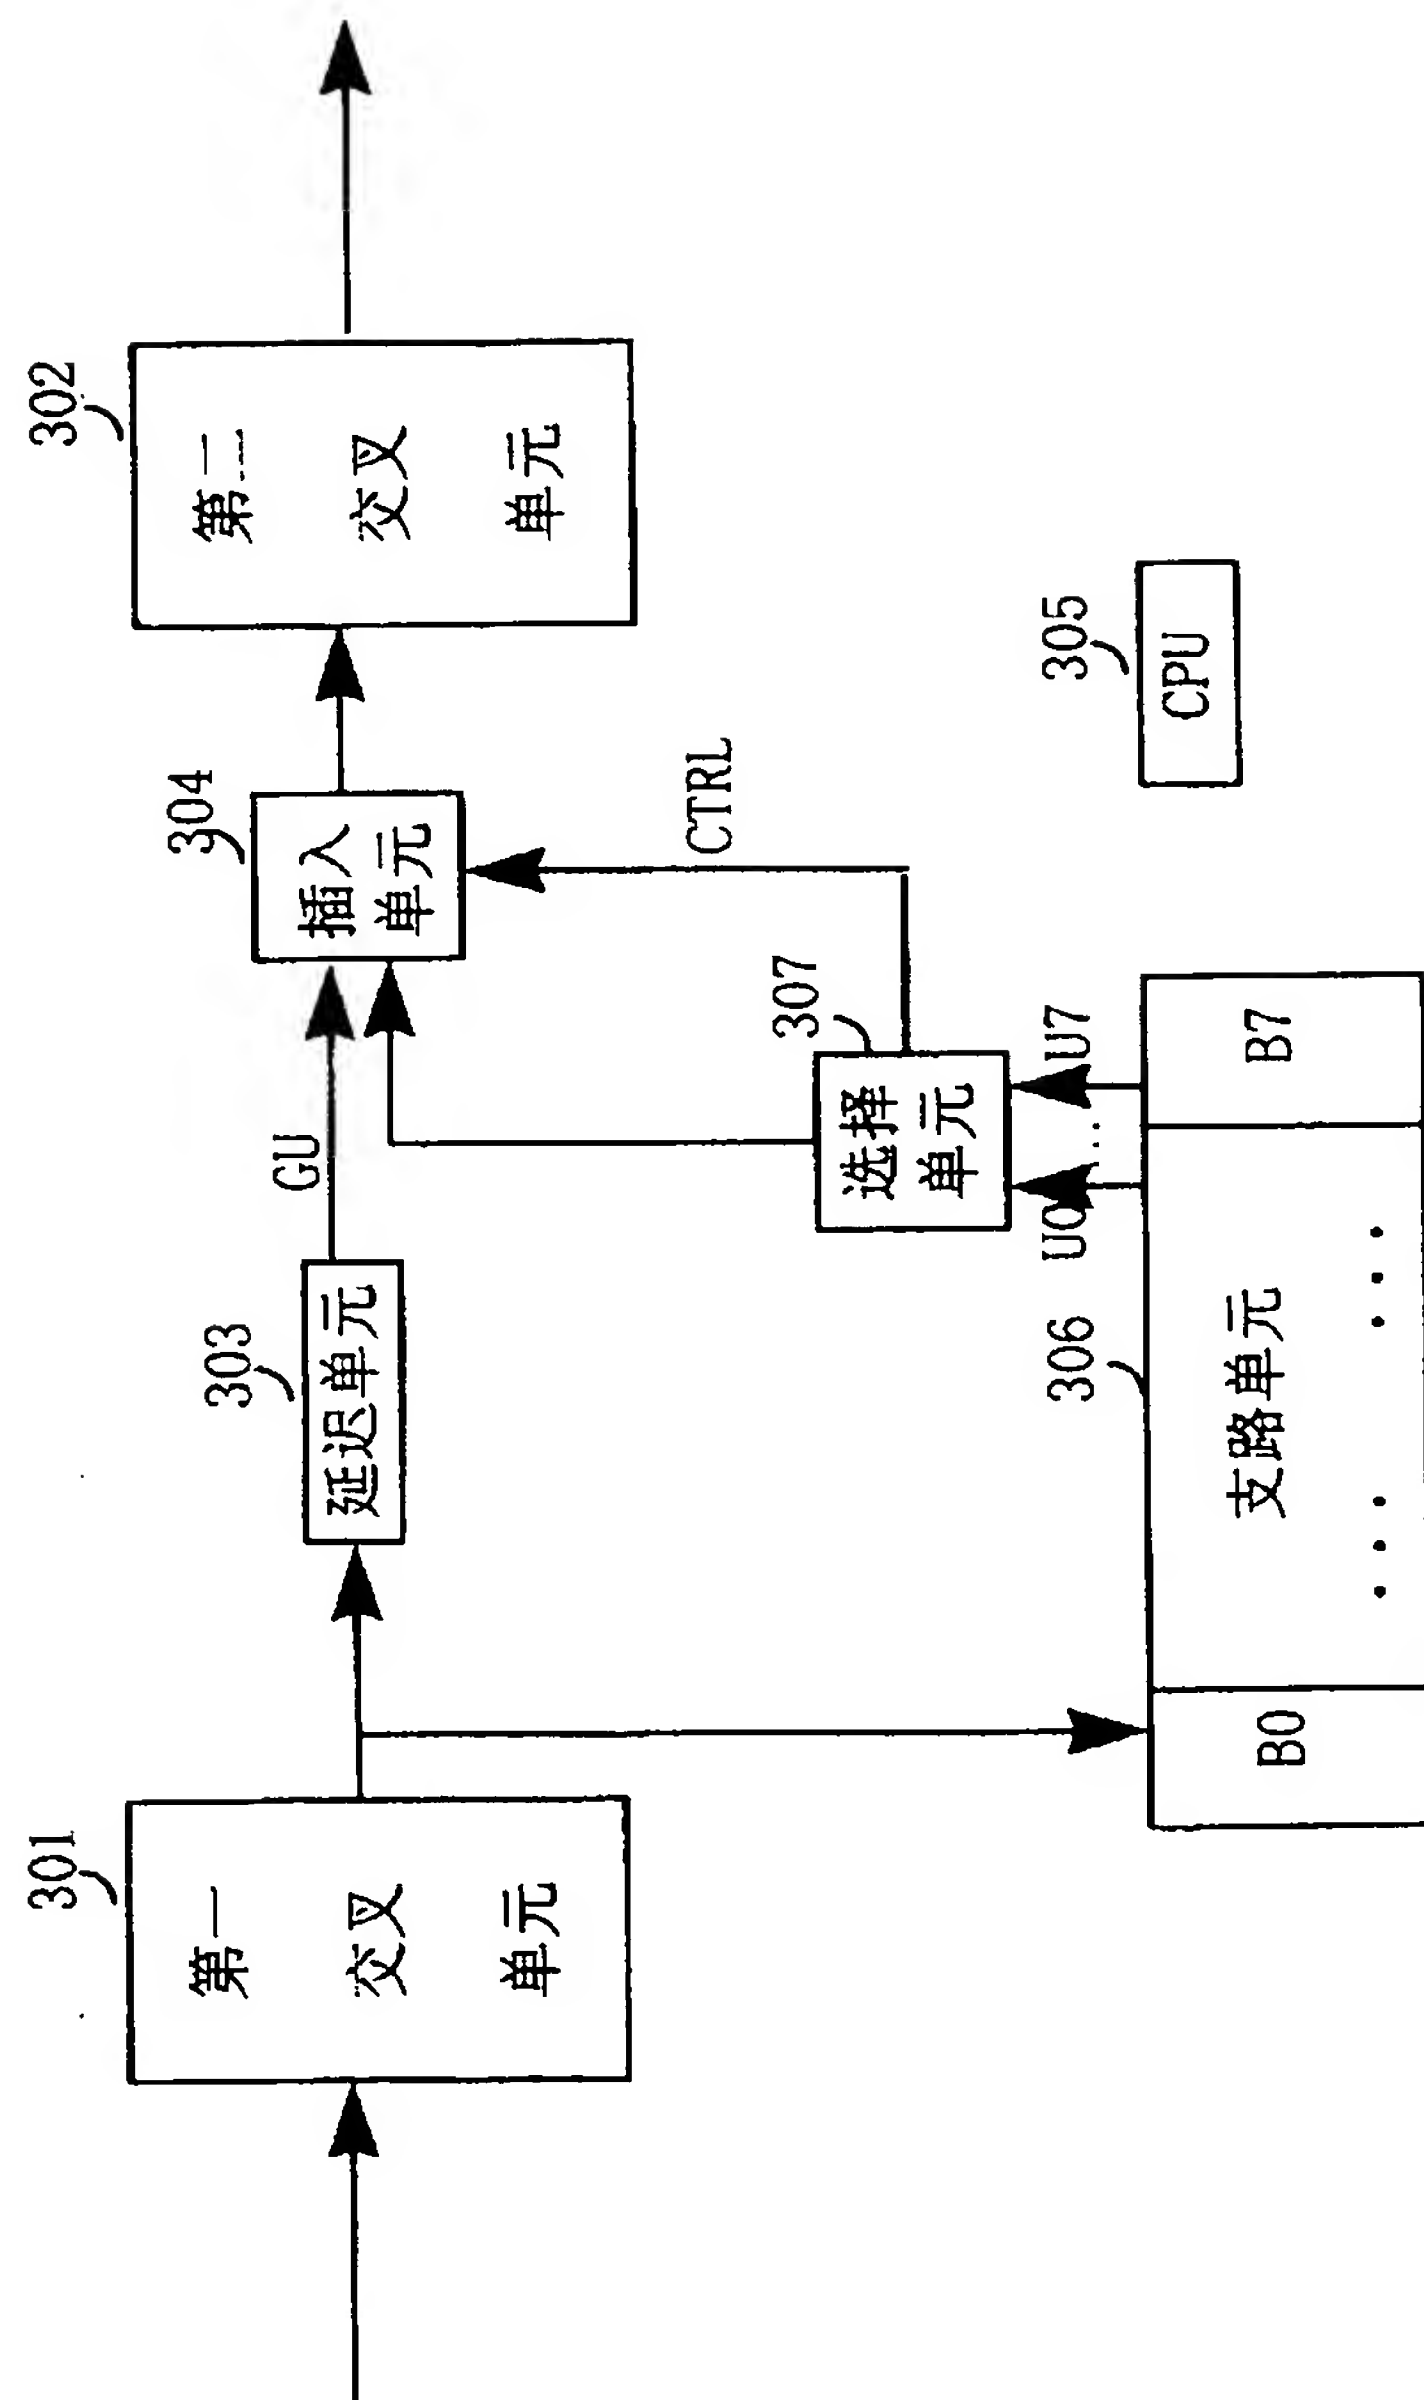 301
第一
交叉
单元
303
延迟单元
GU
304
插入
单元
302
第二
交叉
单元
CTRL
307
选择
单元
U0
...
U7
305
CPU
306
B0
支路单元
... ...
B7